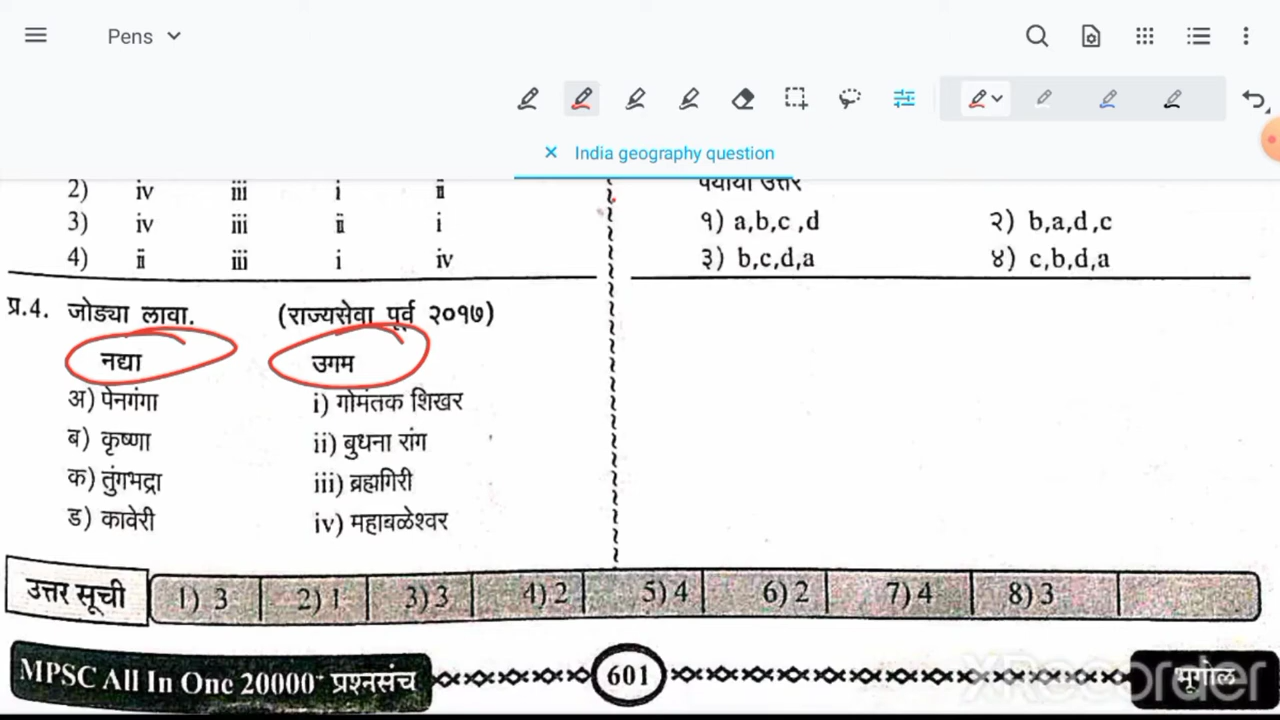 Pens
India geography question
2) iv iii i ii
3) iv iii ii i
4) ii iii i iv
प्र.4. जोड्या लावा. (राज्यसेवा पूर्व २०१७)
नद्या उगम
अ) पेनगंगा i) गोमंतक शिखर
ब) कृष्णा ii) बुधना रांग
क) तुंगभद्रा iii) ब्रह्मगिरी
ड) कावेरी iv) महाबळेश्वर
पर्यायी उत्तर
१) a,b,c ,d २) b,a,d,c
३) b,c,d,a ४) c,b,d,a
उत्तर सूची 1) 3 2) 1 3) 3 4) 2 5) 4 6) 2 7) 4 8) 3
MPSC All In One 20000+ प्रश्नसंच 601 भूगोल
XRecorder